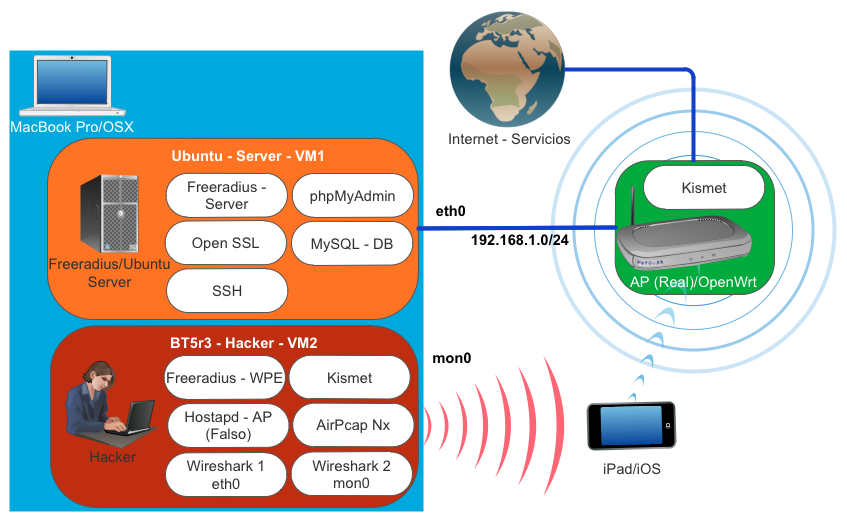 MacBook Pro/OSX
Ubuntu - Server - VM1
Freeradius -
Server
phpMyAdmin
Open SSL
MySQL - DB
SSH
Freeradius/Ubuntu
Server
BT5r3 - Hacker - VM2
Freeradius - WPE
Kismet
Hostapd - AP
(Falso)
AirPcap Nx
Wireshark 1
eth0
Wireshark 2
mon0
Hacker
Internet - Servicios
eth0
192.168.1.0/24
Kismet
AP (Real)/OpenWrt
mon0
iPad/iOS